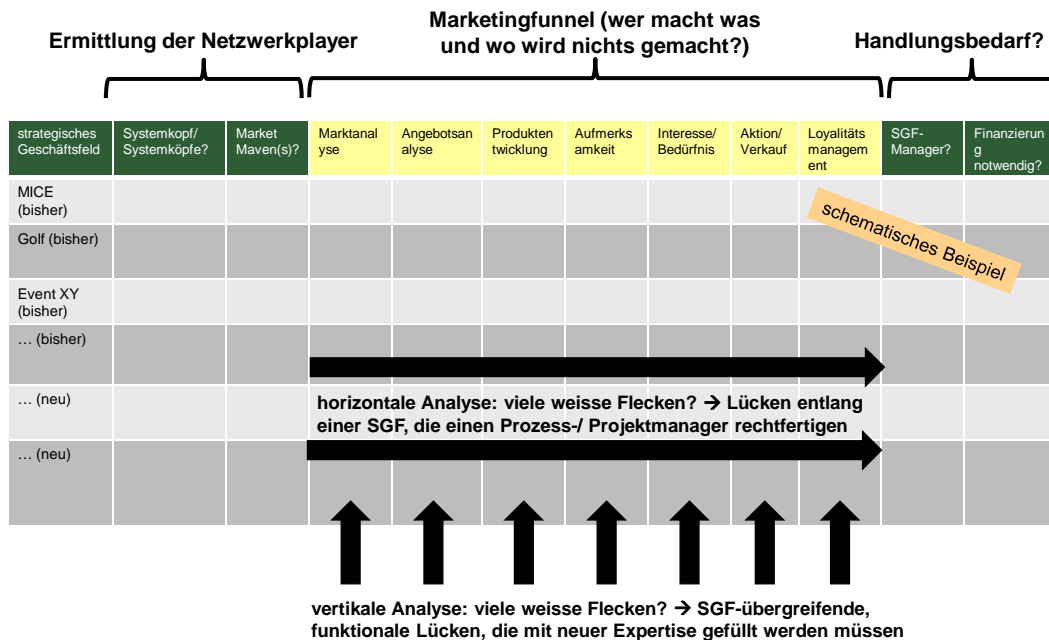 Ermittlung der Netzwerkplayer
Marketingfunnel (wer macht was
und wo wird nichts gemacht?)
Handlungsbedarf?
strategisches
Geschäftsfeld
Systemkopf/
Systemköpfe?
Market
Maven(s)?
Marktanal
yse
Angebotsan
alyse
Produkten
twicklung
Aufmerks
amkeit
Interesse/
Bedürfnis
Aktion/
Verkauf
Loyalitäts
managem
ent
SGF-
Manager?
Finanzierun
g
notwendig?
MICE
(bisher)
Golf (bisher)
schematisches Beispiel
Event XY
(bisher)
… (bisher)
… (neu)
horizontale Analyse: viele weisse Flecken? → Lücken entlang
einer SGF, die einen Prozess-/ Projektmanager rechtfertigen
… (neu)
vertikale Analyse: viele weisse Flecken? → SGF-übergreifende,
funktionale Lücken, die mit neuer Expertise gefüllt werden müssen